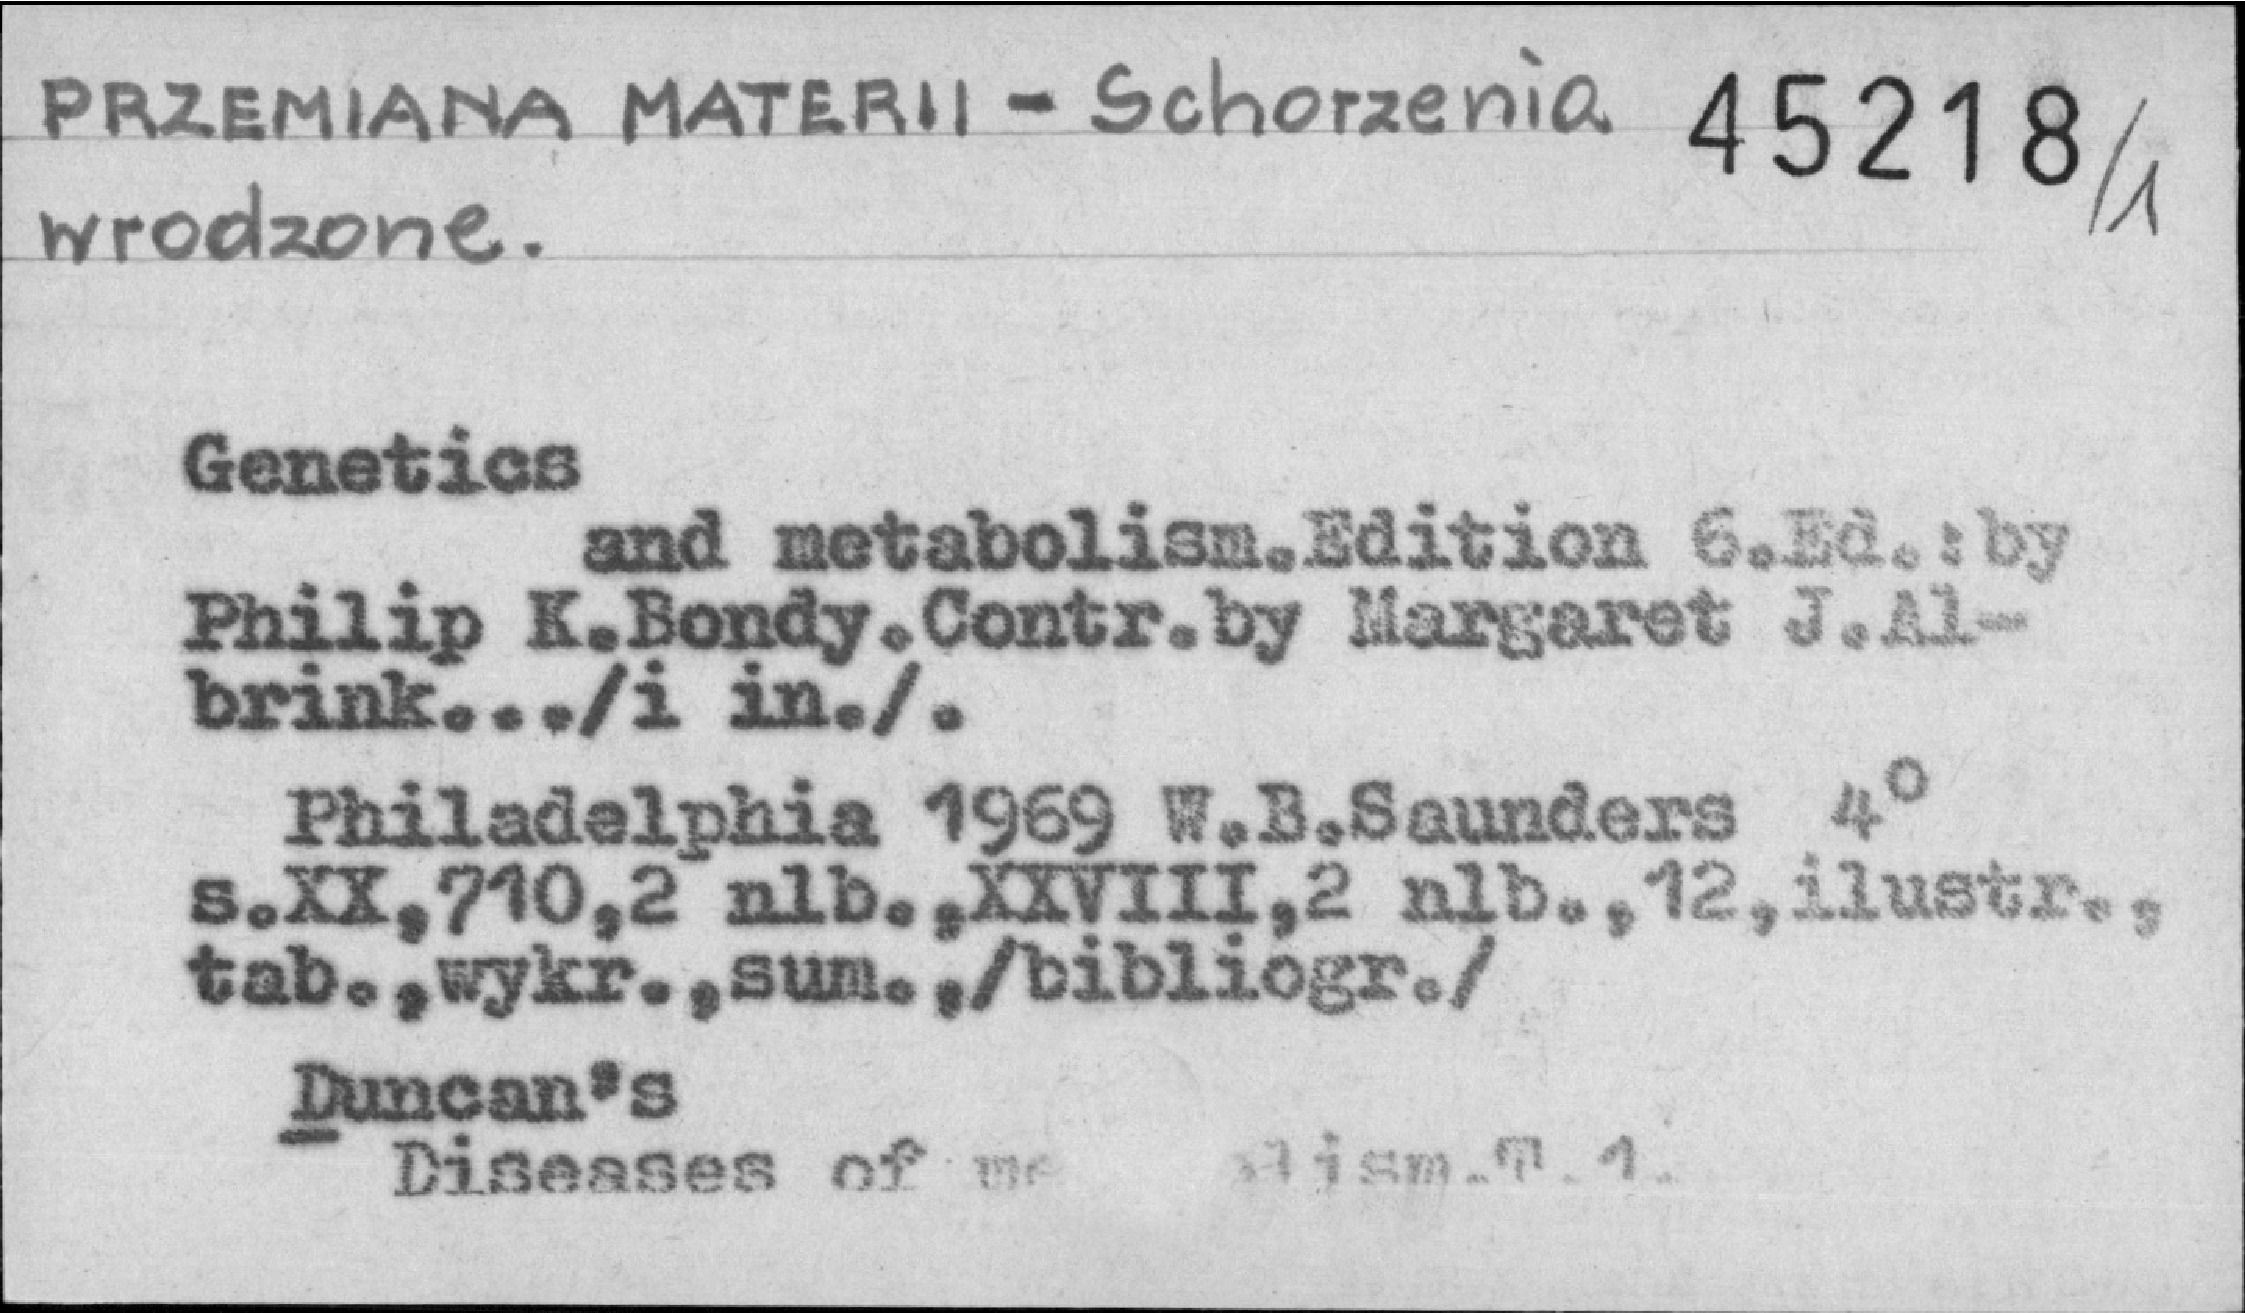 PRZEMIANA MATERII - Schorzenia 45218/1
wrodzone.
Genetics
and metabolism.Edition 6.Ed.:by
Philip K.Bondy.Contr.by Margaret J.Al-
brink.../i in./.
Philadelphia 1969 W.B.Saunders 4°
s.XX,710,2 nlb.,XXVIII,2 nlb.,12,ilustr.,
tab.,wykr.,sum.,/bibliogr./
Duncan's
Diseases of T.1.